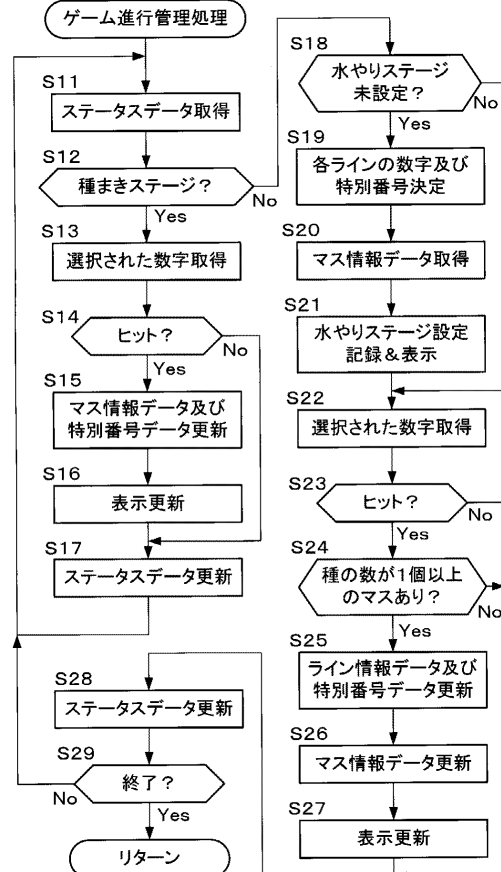 ゲーム進行管理処理
S11
ステータスデータ取得
S12
種まきステージ？
No
Yes
S13
選択された数字取得
S14
ヒット？
No
Yes
S15
マス情報データ及び
特別番号データ更新
S16
表示更新
S17
ステータスデータ更新
S28
ステータスデータ更新
S29
終了？
No
Yes
リターン
S18
水やりステージ
未設定？
No
Yes
S19
各ラインの数字及び
特別番号決定
S20
マス情報データ取得
S21
水やりステージ設定
記録＆表示
S22
選択された数字取得
S23
ヒット？
No
Yes
S24
種の数が1個以上
のマスあり？
No
Yes
S25
ライン情報データ及び
特別番号データ更新
S26
マス情報データ更新
S27
表示更新